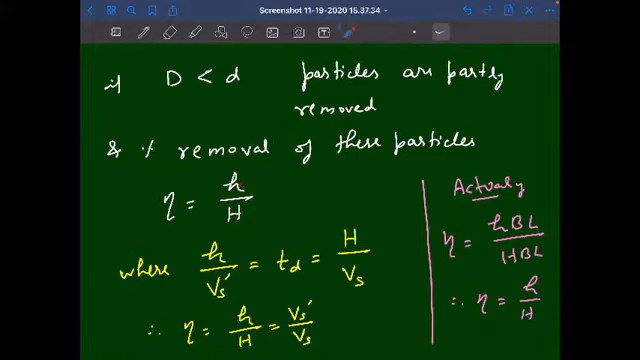 Screenshot 11-19-2020 15.37.34
if D < d particles are partly
removed
& % removal of these particles
η = h/H
where h/Vs' = td = H/Vs
∴ η = h/H = Vs'/Vs
Actualy
η = hBL/HBL
∴ η = h/H